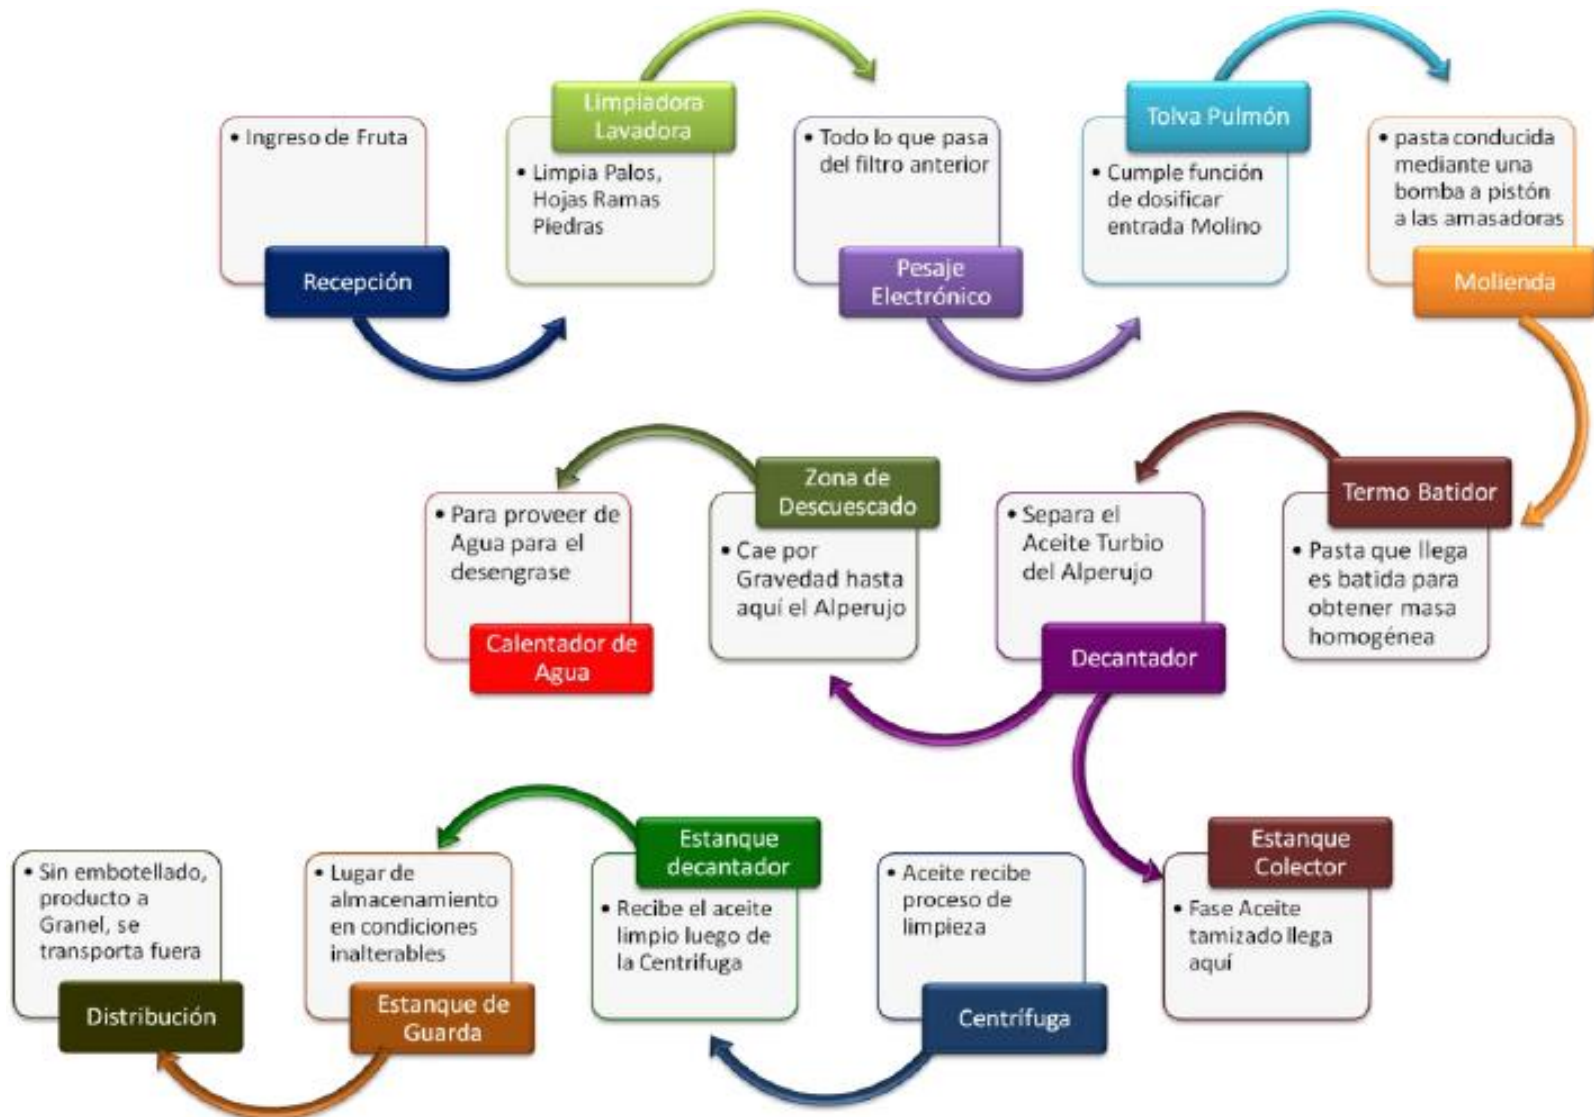 • Ingreso de Fruta
Recepción
Limpiadora
Lavadora
• Limpia Palos,
Hojas Ramas
Piedras
• Todo lo que pasa
del filtro anterior
Pesaje
Electrónico
Tolva Pulmón
• Cumple función
de dosificar
entrada Molino
• pasta conducida
mediante una
bomba a pistón
a las amasadoras
Molienda
Termo Batidor
• Pasta que llega
es batida para
obtener masa
homogénea
• Separa el
Aceite Turbio
del Alperujo
Decantador
Zona de
Descuescado
• Cae por
Gravedad hasta
aquí el Alperujo
• Para proveer de
Agua para el
desengrase
Calentador de
Agua
Estanque
Colector
• Fase Aceite
tamizado llega
aquí
• Aceite recibe
proceso de
limpieza
Centrífuga
Estanque
decantador
• Recibe el aceite
limpio luego de
la Centrifuga
• Lugar de
almacenamiento
en condiciones
inalterables
Estanque de
Guarda
• Sin embotellado,
producto a
Granel, se
transporta fuera
Distribución